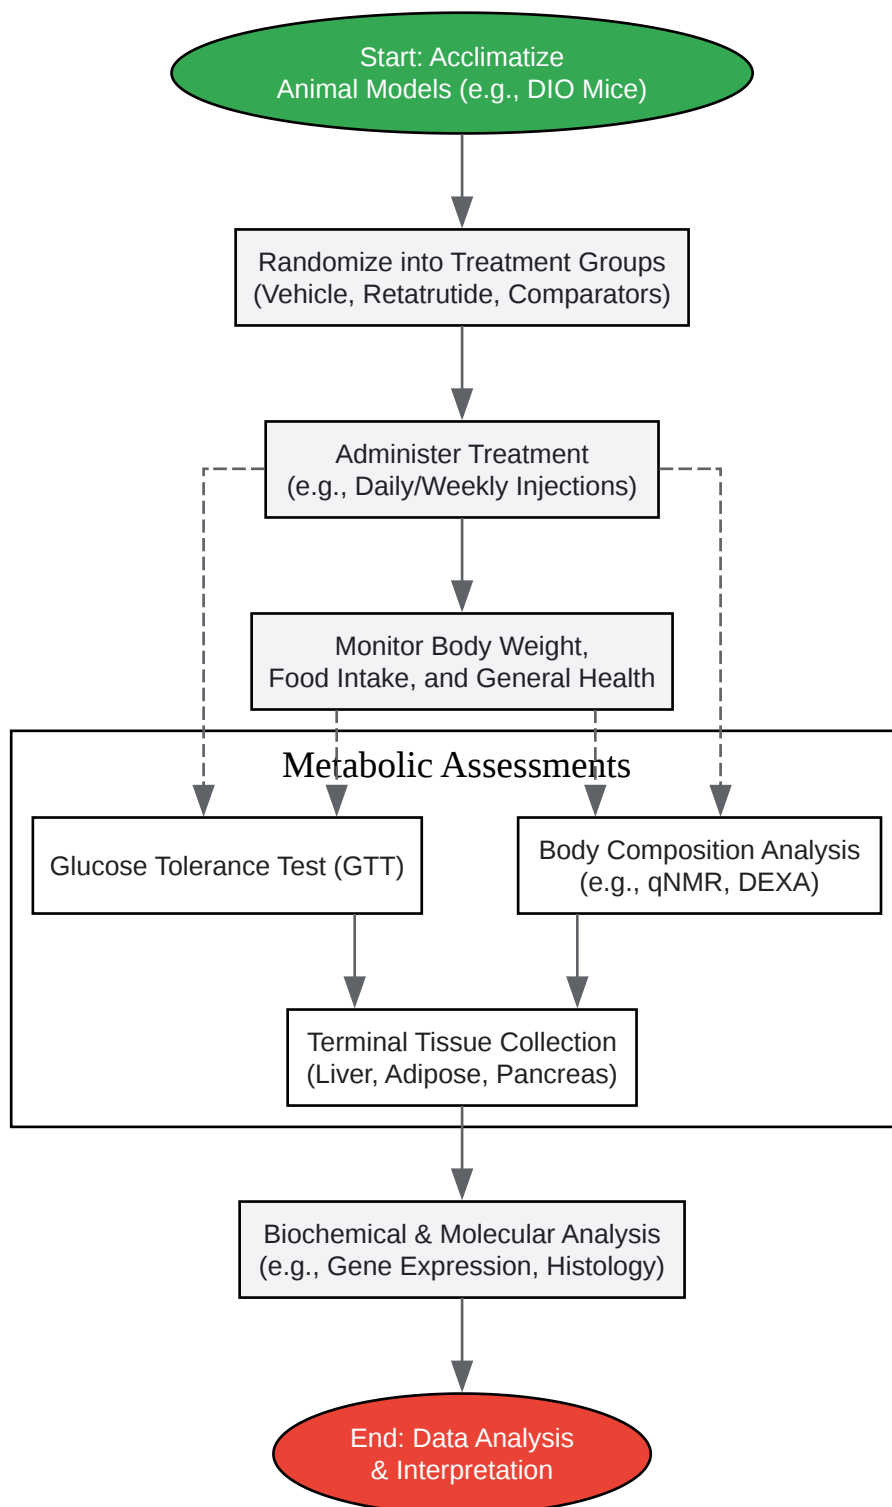 Start: Acclimatize
Animal Models (e.g., DIO Mice)
Randomize into Treatment Groups
(Vehicle, Retatrutide, Comparators)
Administer Treatment
(e.g., Daily/Weekly Injections)
Monitor Body Weight,
Food Intake, and General Health
Metabolic Assessments
Glucose Tolerance Test (GTT)
Body Composition Analysis
(e.g., qNMR, DEXA)
Terminal Tissue Collection
(Liver, Adipose, Pancreas)
Biochemical & Molecular Analysis
(e.g., Gene Expression, Histology)
End: Data Analysis
& Interpretation